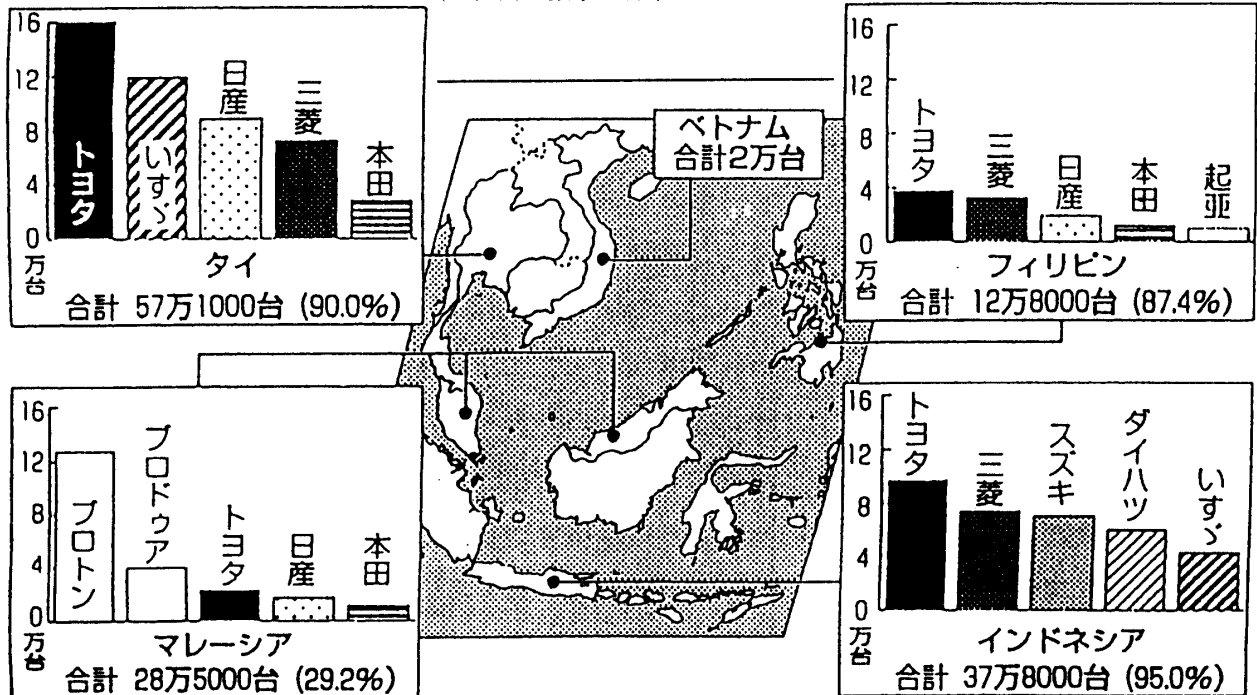 16
12
8
4
0
万台
トヨタ
いすゞ
日産
三菱
本田
タイ
合計 57万1000台 (90.0%)
ベトナム
合計2万台
16
12
8
4
0
万台
トヨタ
三菱
日産
本田
起亜
フィリピン
合計 12万8000台 (87.4%)
16
12
8
4
0
万台
プロトン
プロドゥア
トヨタ
日産
本田
マレーシア
合計 28万5000台 (29.2%)
16
12
8
4
0
万台
トヨタ
三菱
スズキ
ダイハツ
いすゞ
インドネシア
合計 37万8000台 (95.0%)